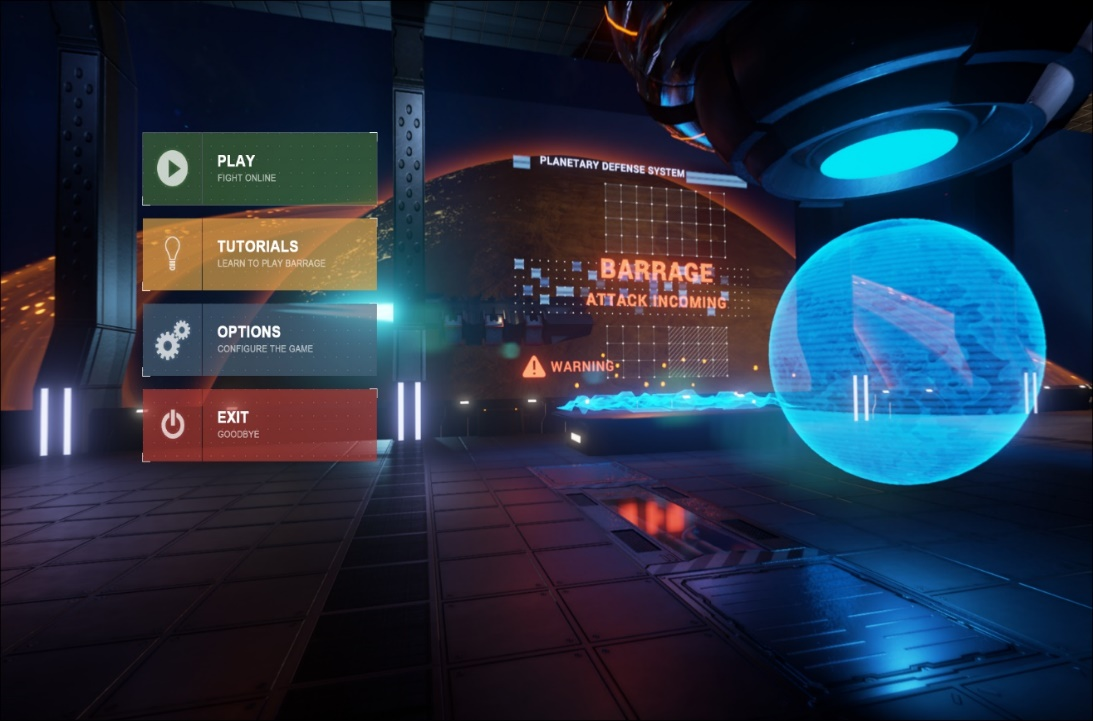 PLAY
FIGHT ONLINE
TUTORIALS
LEARN TO PLAY BARRAGE
OPTIONS
CONFIGURE THE GAME
EXIT
GOODBYE
PLANETARY DEFENSE SYSTEM
BARRAGE
ATTACK INCOMING
WARNING